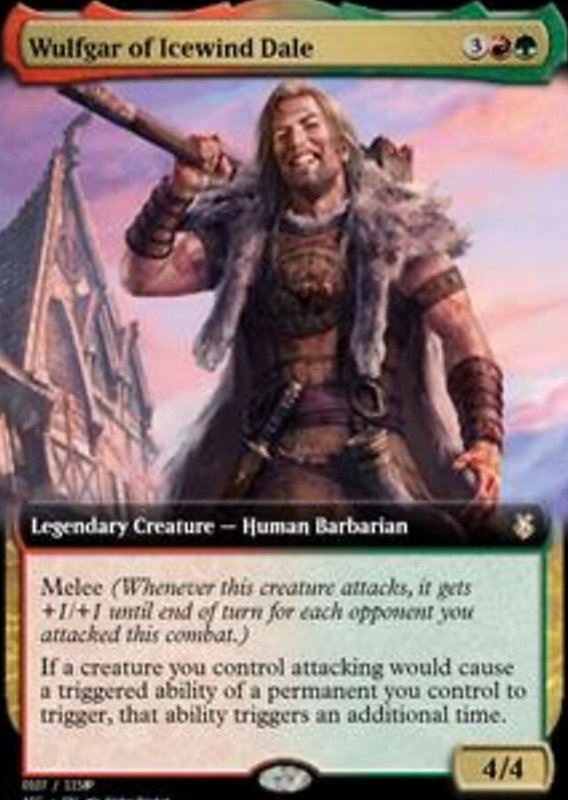 Wulfgar of Icewind Dale 3
Legendary Creature — Human Barbarian
Melee (Whenever this creature attacks, it gets
+1/+1 until end of turn for each opponent you
attacked this combat.)
If a creature you control attacking would cause
a triggered ability of a permanent you control to
trigger, that ability triggers an additional time.
4/4